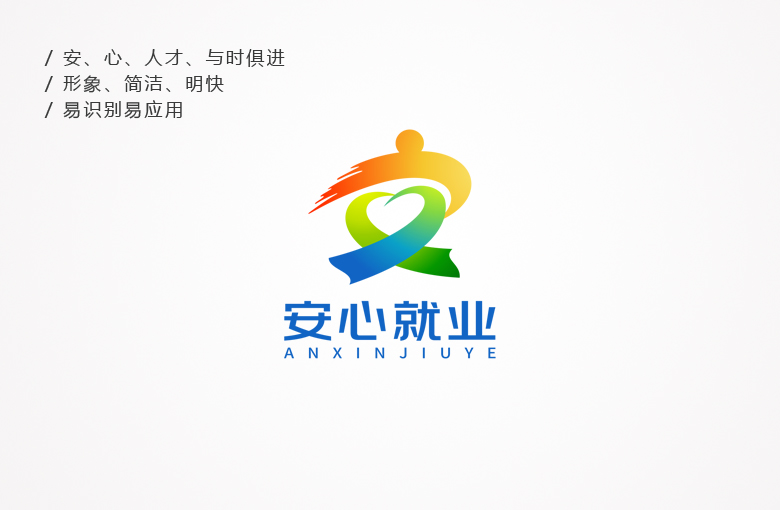 / 安、心、人才、与时俱进
/ 形象、简洁、明快
/ 易识别易应用
安心就业
ANXINJIUYE